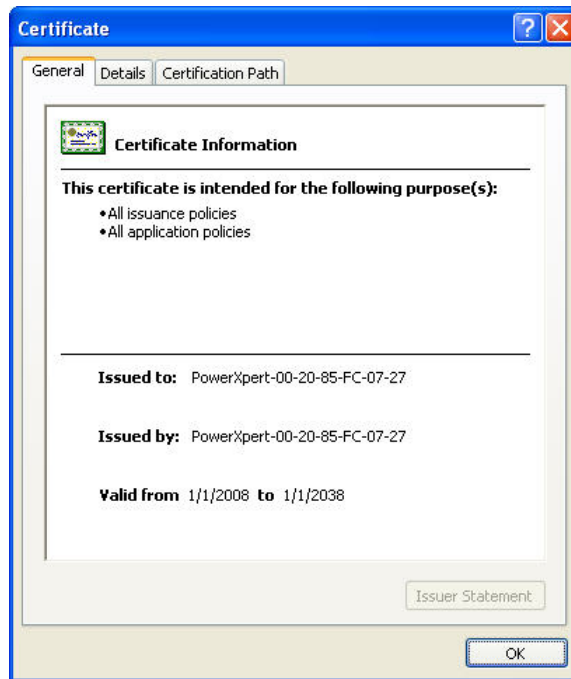 Certificate
General Details Certification Path
Certificate Information
This certificate is intended for the following purpose(s):
•All issuance policies
•All application policies
Issued to: PowerXpert-00-20-85-FC-07-27
Issued by: PowerXpert-00-20-85-FC-07-27
Valid from 1/1/2008 to 1/1/2038
Issuer Statement
OK